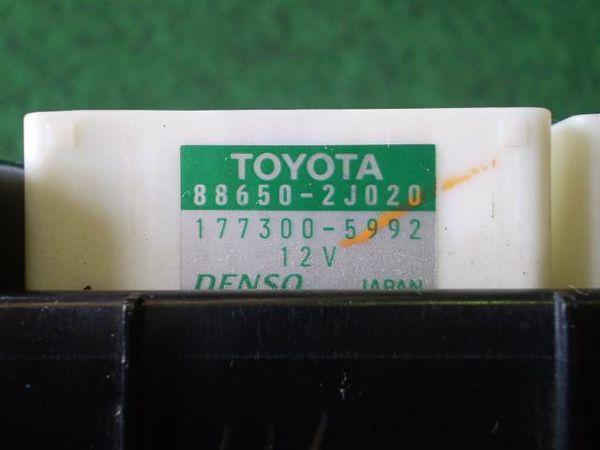 TOYOTA
88650-2J020
177300-5992
12V
DENSO JAPAN